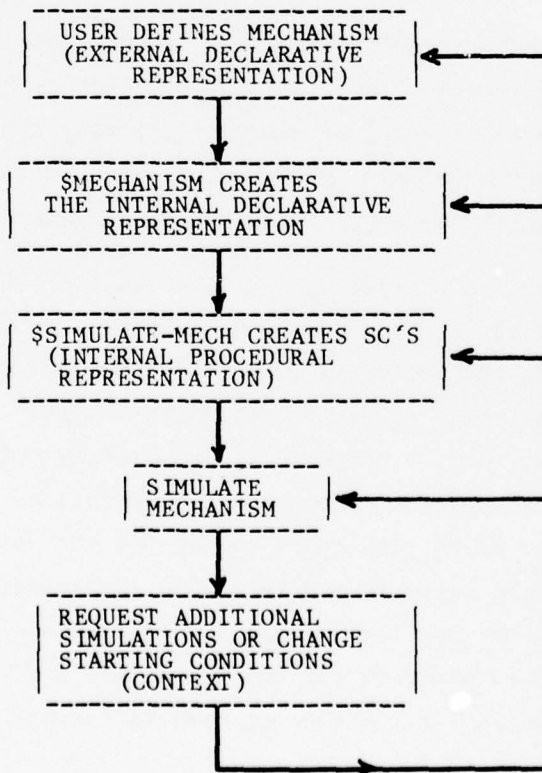 USER DEFINES MECHANISM
(EXTERNAL DECLARATIVE
REPRESENTATION)
$MECHANISM CREATES
THE INTERNAL DECLARATIVE
REPRESENTATION
$SIMULATE-MECH CREATES SC'S
(INTERNAL PROCEDURAL
REPRESENTATION)
SIMULATE
MECHANISM
REQUEST ADDITIONAL
SIMULATIONS OR CHANGE
STARTING CONDITIONS
(CONTEXT)